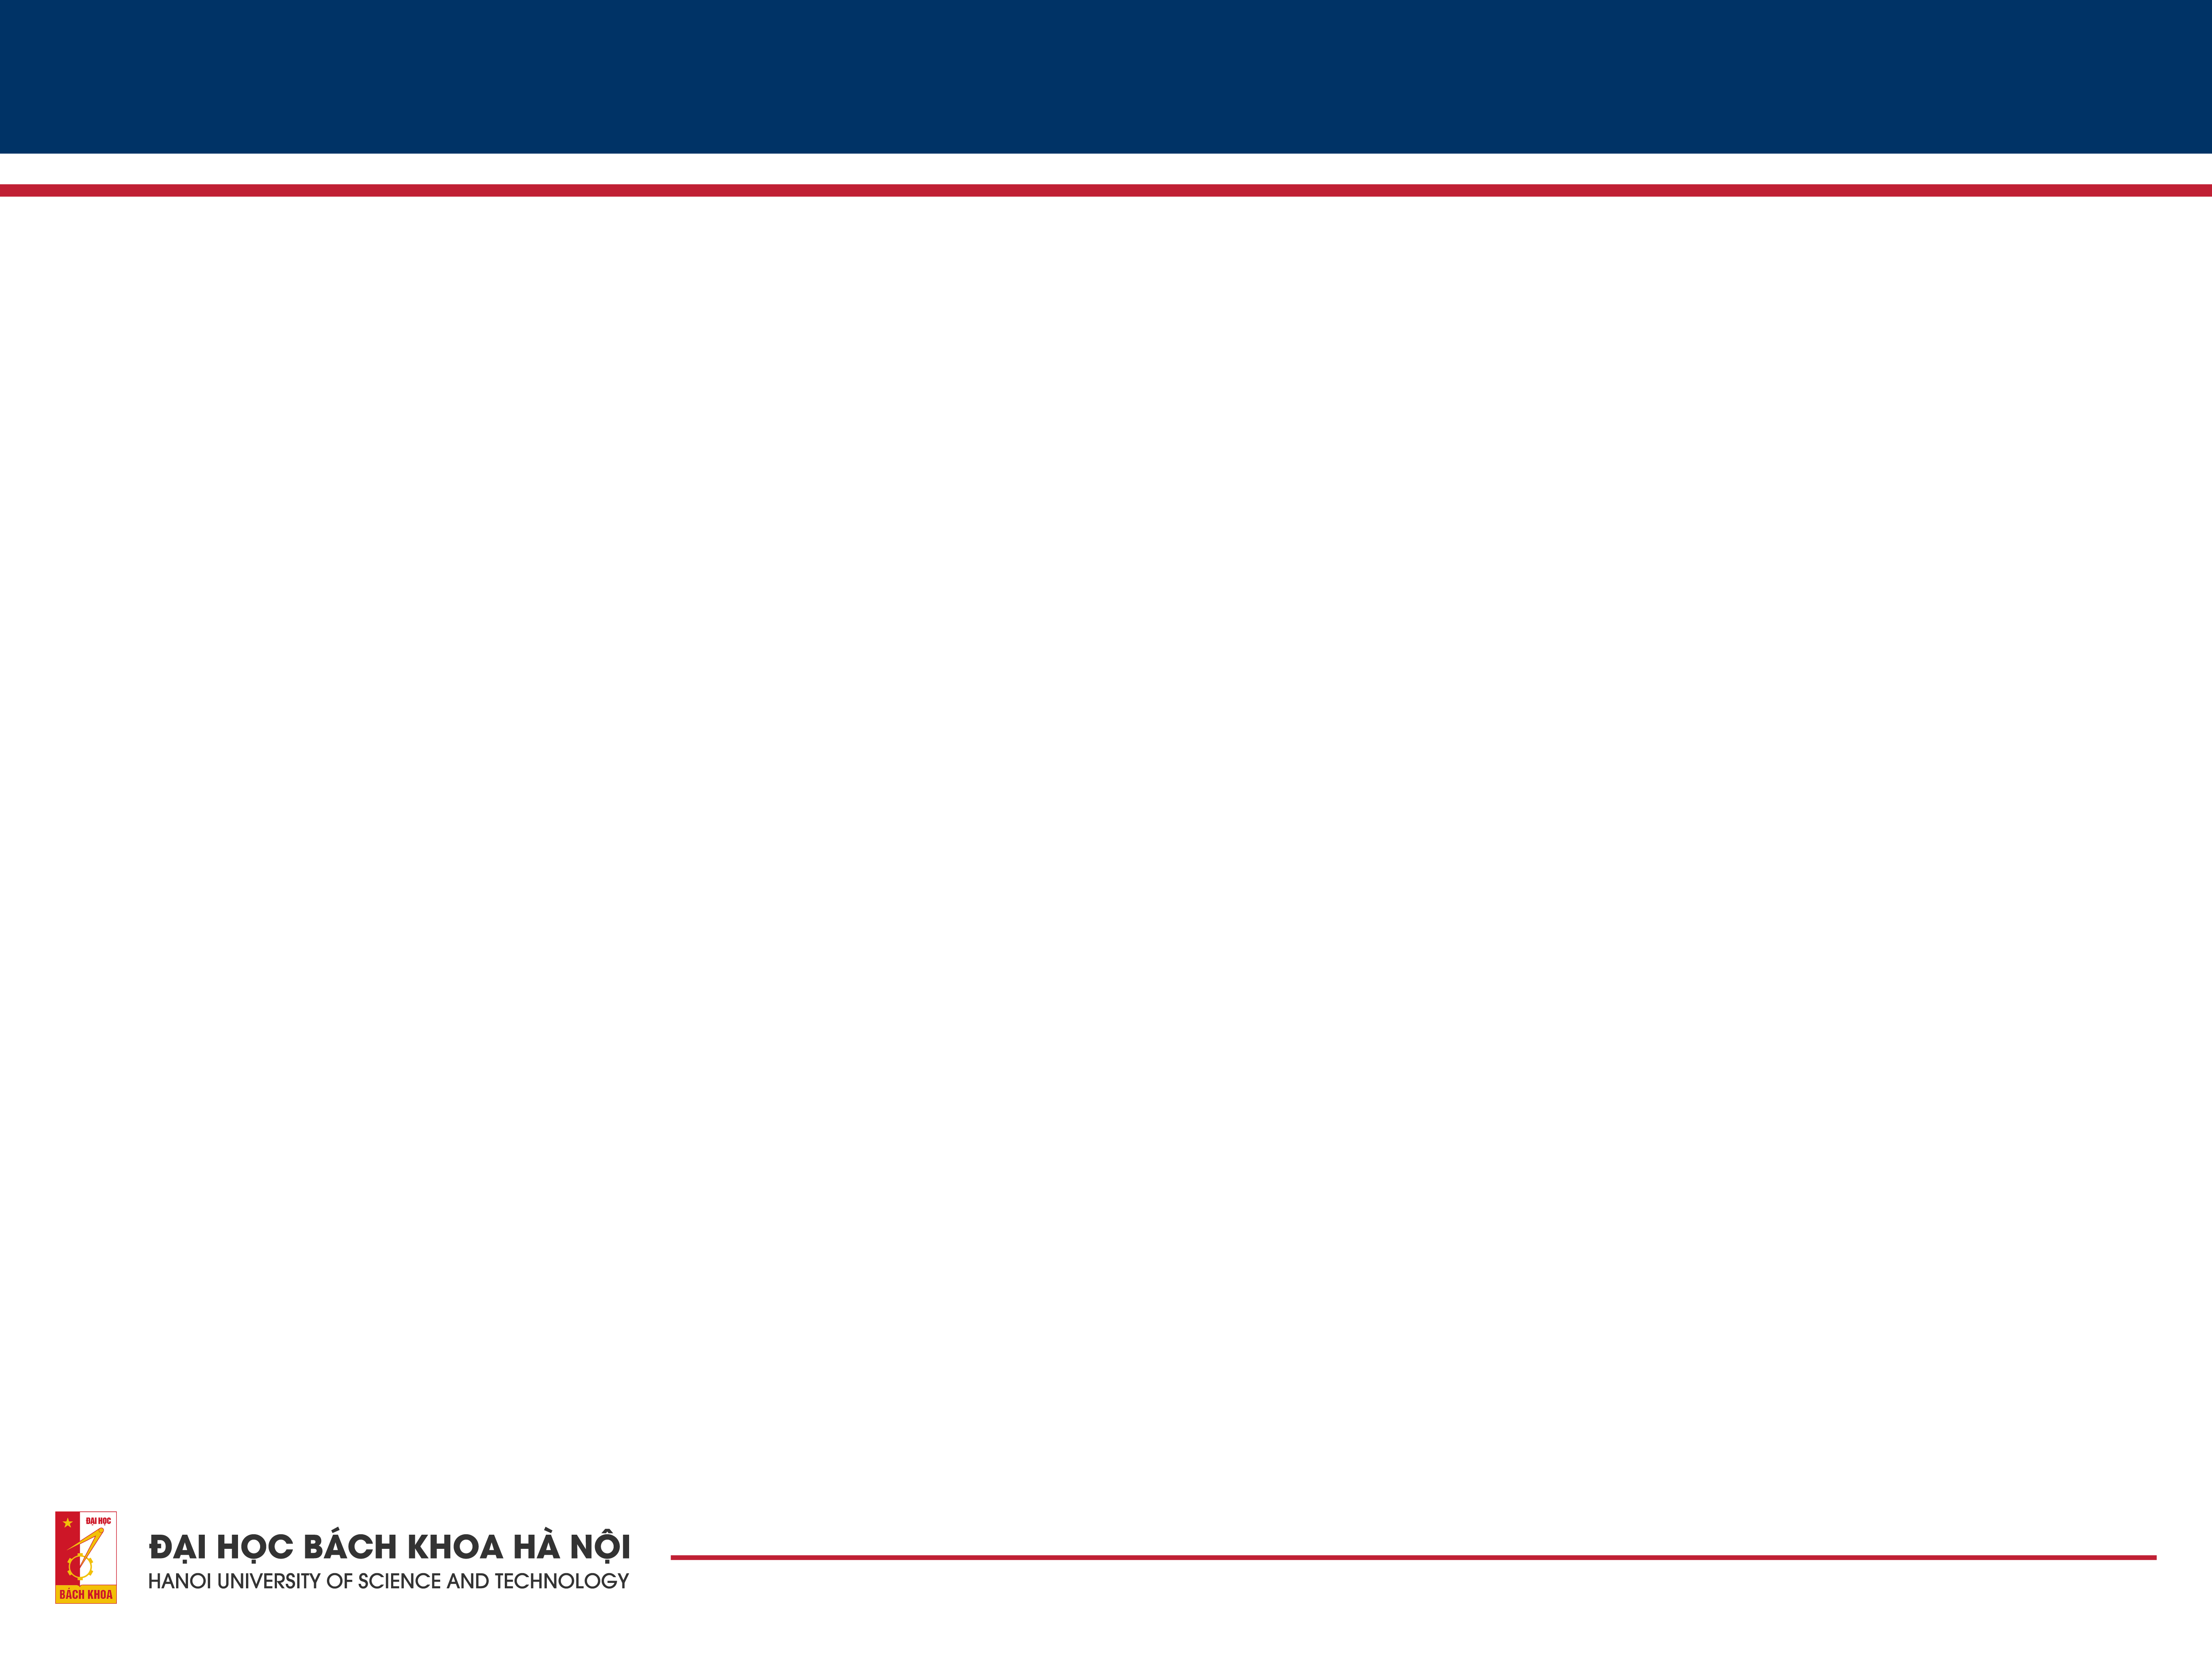 ĐẠI HỌC
BÁCH KHOA
ĐẠI HỌC BÁCH KHOA HÀ NỘI
HANOI UNIVERSITY OF SCIENCE AND TECHNOLOGY